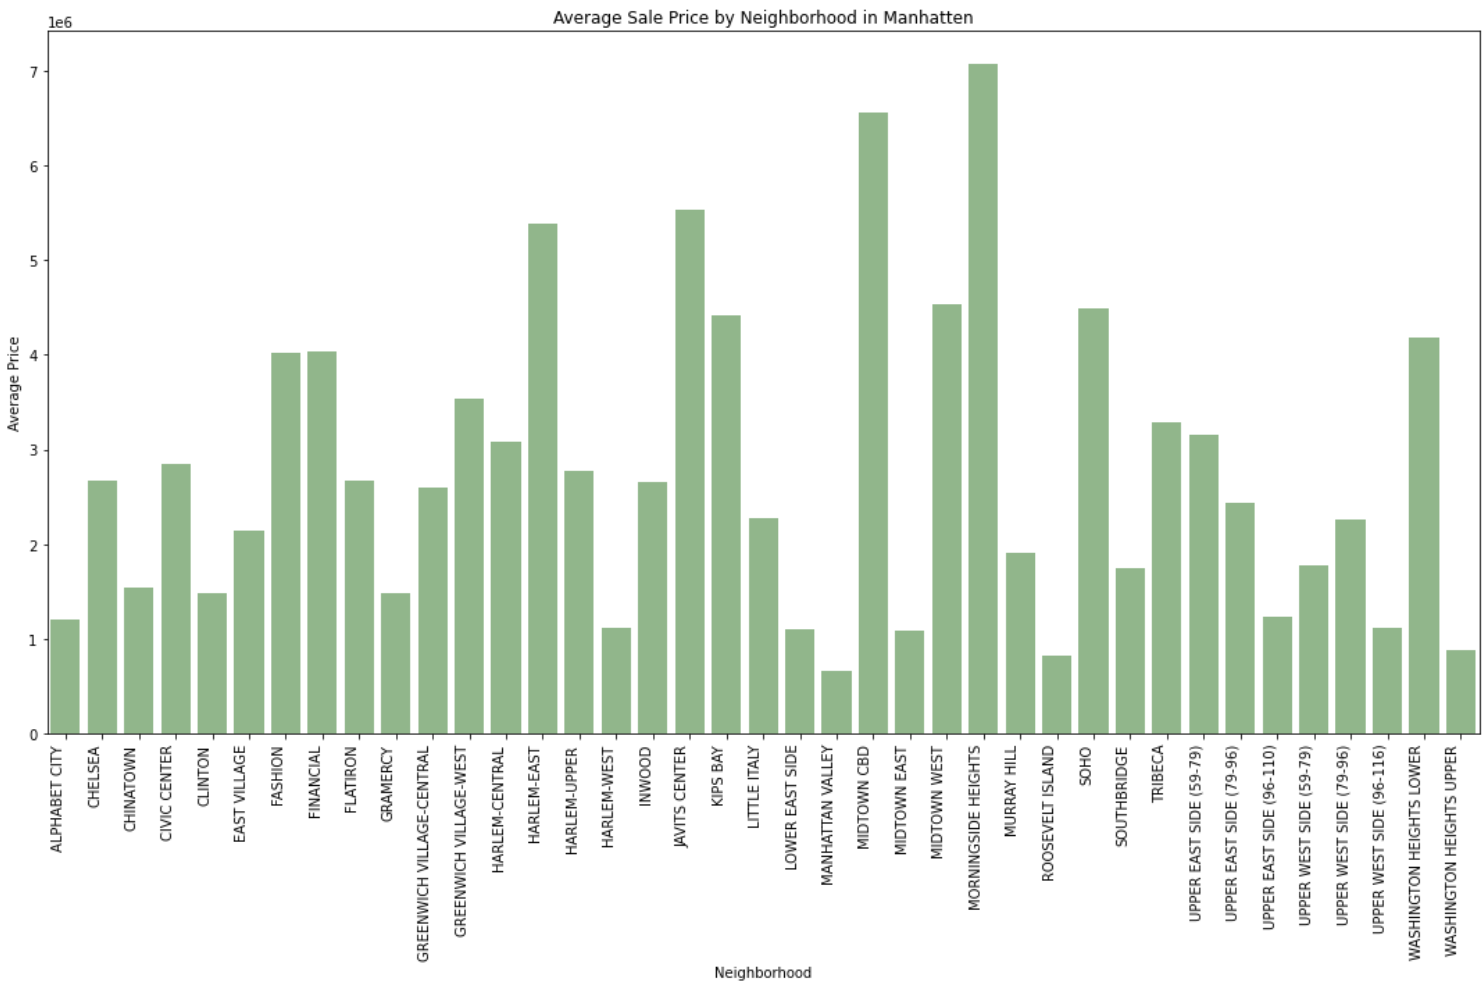 Average Sale Price by Neighborhood in Manhatten
1e6
7
6
5
4
3
2
1
0
Average Price
ALPHABET CITY
CHELSEA
CHINATOWN
CIVIC CENTER
CLINTON
EAST VILLAGE
FASHION
FINANCIAL
FLATIRON
GRAMERCY
GREENWICH VILLAGE-CENTRAL
GREENWICH VILLAGE-WEST
HARLEM-CENTRAL
HARLEM-EAST
HARLEM-UPPER
HARLEM-WEST
INWOOD
JAVITS CENTER
KIPS BAY
LITTLE ITALY
LOWER EAST SIDE
MANHATTAN VALLEY
MIDTOWN CBD
MIDTOWN EAST
MIDTOWN WEST
MORNINGSIDE HEIGHTS
MURRAY HILL
ROOSEVELT ISLAND
SOHO
SOUTHBRIDGE
TRIBECA
UPPER EAST SIDE (59-79)
UPPER EAST SIDE (79-96)
UPPER EAST SIDE (96-110)
UPPER WEST SIDE (59-79)
UPPER WEST SIDE (79-96)
UPPER WEST SIDE (96-116)
WASHINGTON HEIGHTS LOWER
WASHINGTON HEIGHTS UPPER
Neighborhood